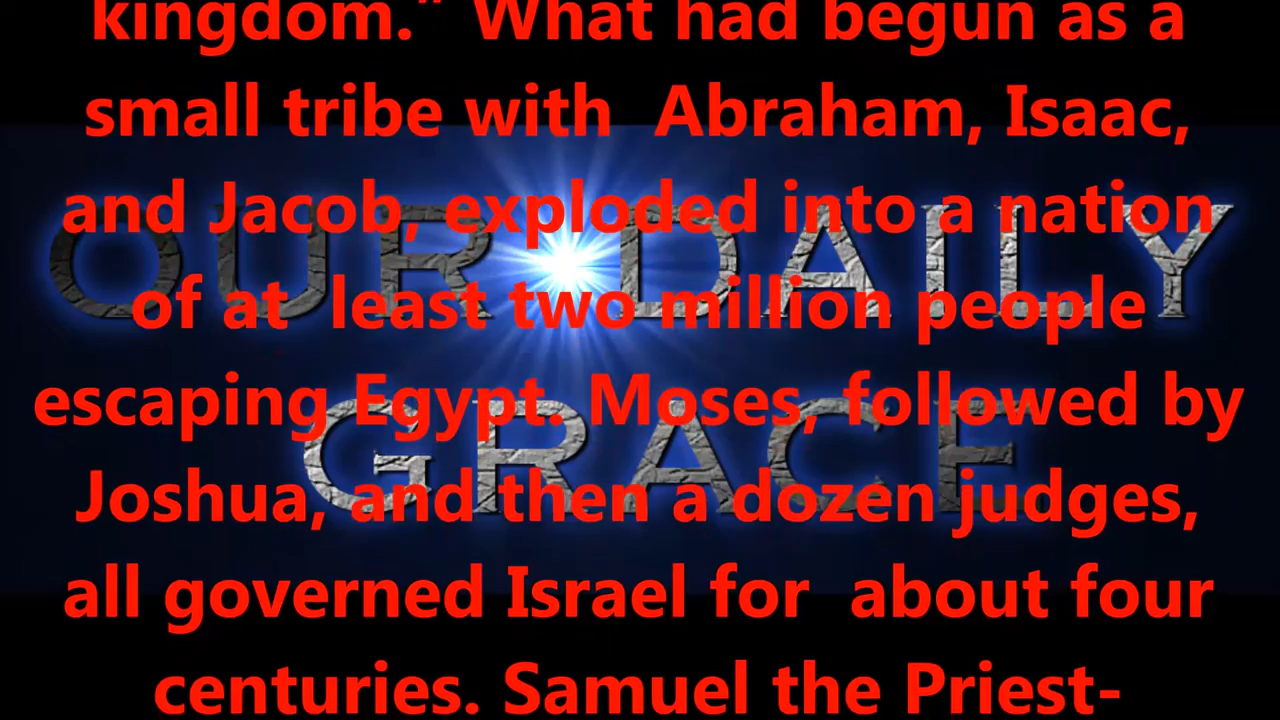 kingdom.” What had begun as a
small tribe with Abraham, Isaac,
and Jacob, exploded into a nation
of at least two million people
escaping Egypt. Moses, followed by
Joshua, and then a dozen judges,
all governed Israel for about four
centuries. Samuel the Priest-
OUR DAILY
GRACE